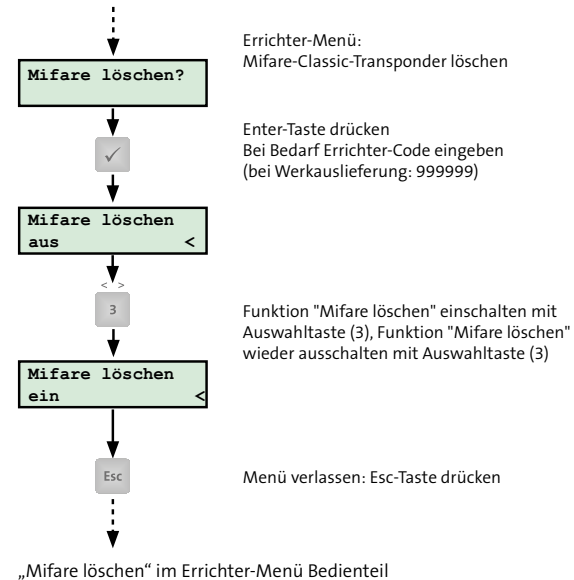 Errichter-Menü:
Mifare-Classic-Transponder löschen
Mifare löschen?
Enter-Taste drücken
Bei Bedarf Errichter-Code eingeben
(bei Werkauslieferung: 999999)
✓
Mifare löschen
aus <
< >
3
Funktion "Mifare löschen" einschalten mit
Auswahltaste (3), Funktion "Mifare löschen"
wieder ausschalten mit Auswahltaste (3)
Mifare löschen
ein <
Esc
Menü verlassen: Esc-Taste drücken
„Mifare löschen“ im Errichter-Menü Bedienteil